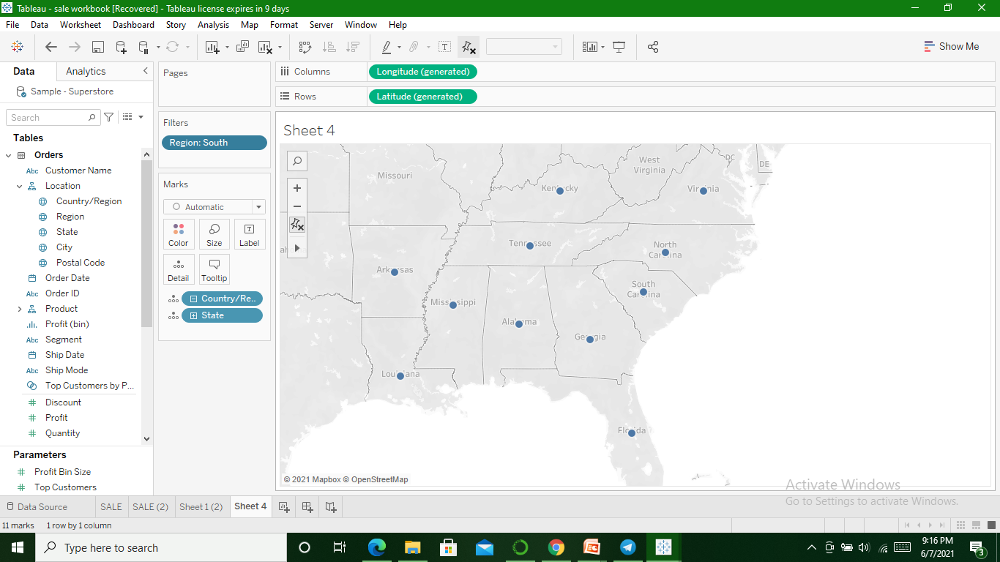 Tableau - sale workbook [Recovered] - Tableau license expires in 9 days
File Data Worksheet Dashboard Story Analysis Map Format Server Window Help
Show Me
Data Analytics
Sample - Superstore
Search
Tables
Orders
Abc Customer Name
Location
Country/Region
Region
State
City
Postal Code
Order Date
Abc Order ID
Product
Profit (bin)
Abc Segment
Ship Date
Abc Ship Mode
Top Customers by P...
Discount
Profit
Quantity
Parameters
Profit Bin Size
Top Customers
Pages
Filters
Region: South
Marks
Automatic
Color Size Label
Detail Tooltip
Country/Re..
State
Columns Longitude (generated)
Rows Latitude (generated)
Sheet 4
Missouri
West
Virginia
DC
DE
Kentucky
Virginia
Tennessee
North
Carolina
Arkansas
South
Carolina
Mississippi
Alabama
Georgia
Louisiana
Florida
© 2021 Mapbox © OpenStreetMap
Activate Windows
Go to Settings to activate Windows.
Data Source SALE SALE (2) Sheet 1 (2) Sheet 4
11 marks 1 row by 1 column
Type here to search
9:16 PM
6/7/2021
3